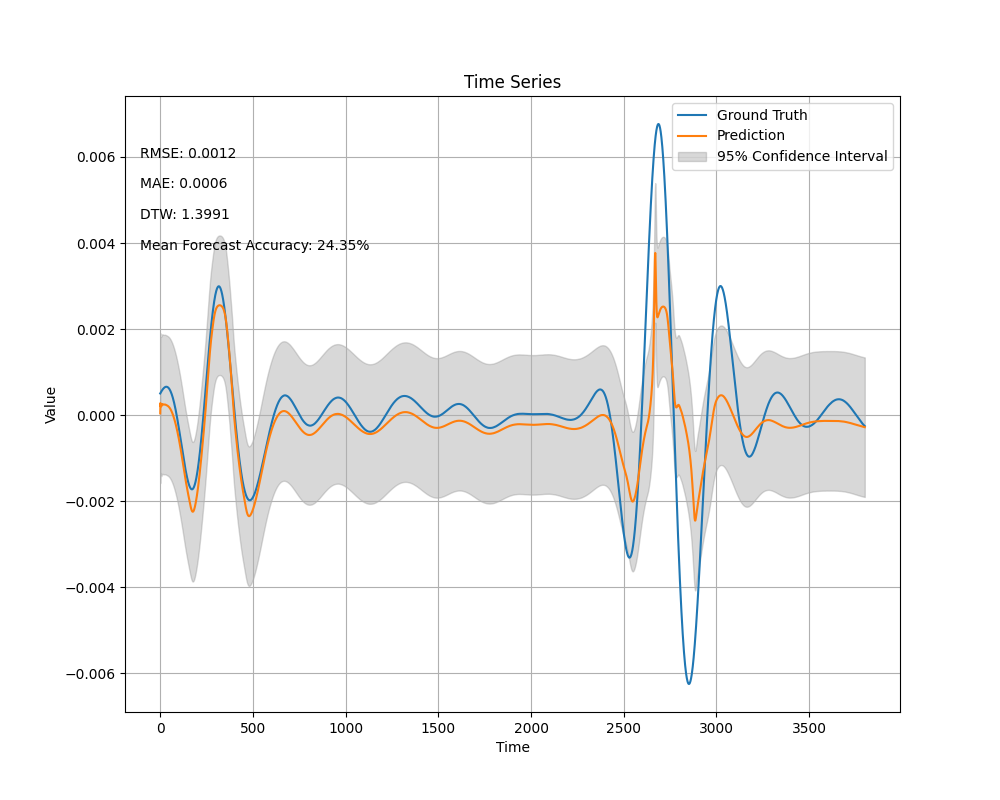 Time Series
Ground Truth
Prediction
95% Confidence Interval
RMSE: 0.0012
MAE: 0.0006
DTW: 1.3991
Mean Forecast Accuracy: 24.35%
Value
0.006
0.004
0.002
0.000
−0.002
−0.004
−0.006
0 500 1000 1500 2000 2500 3000 3500
Time